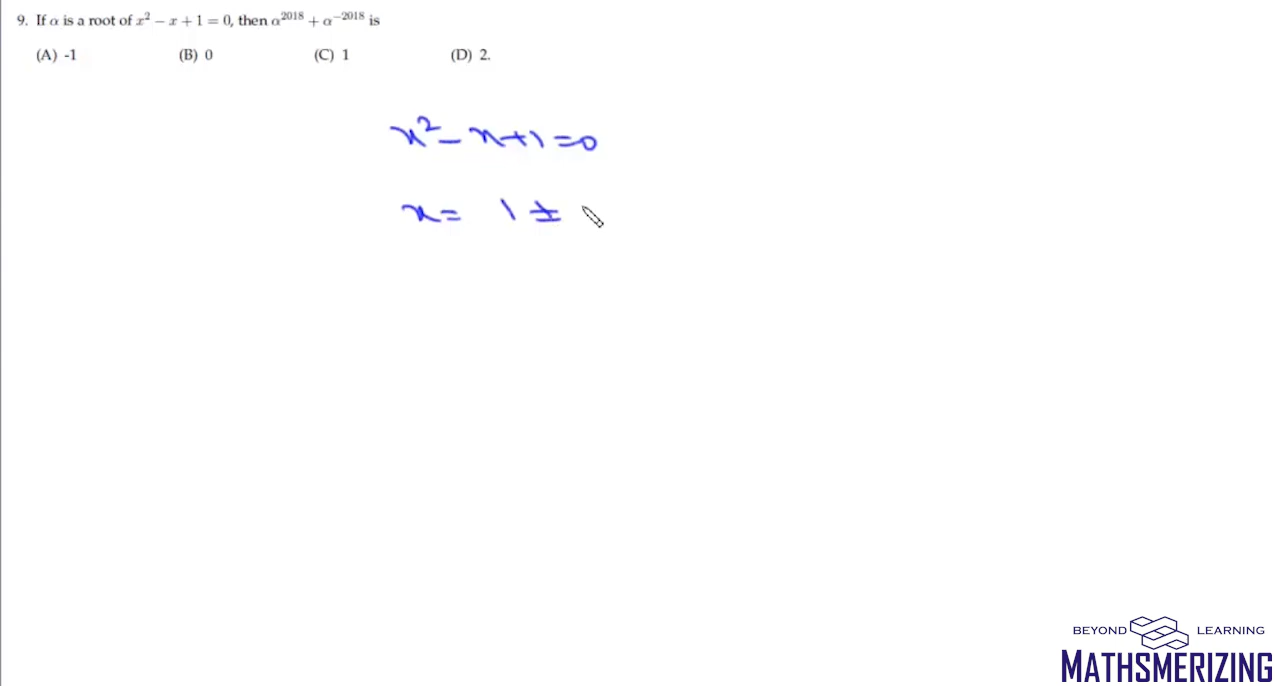 9. If α is a root of x² − x + 1 = 0, then α²⁰¹⁸ + α⁻²⁰¹⁸ is
(A) -1 (B) 0 (C) 1 (D) 2.
x² - x + 1 = 0
x = 1 ±
BEYOND LEARNING
MATHSMERIZING